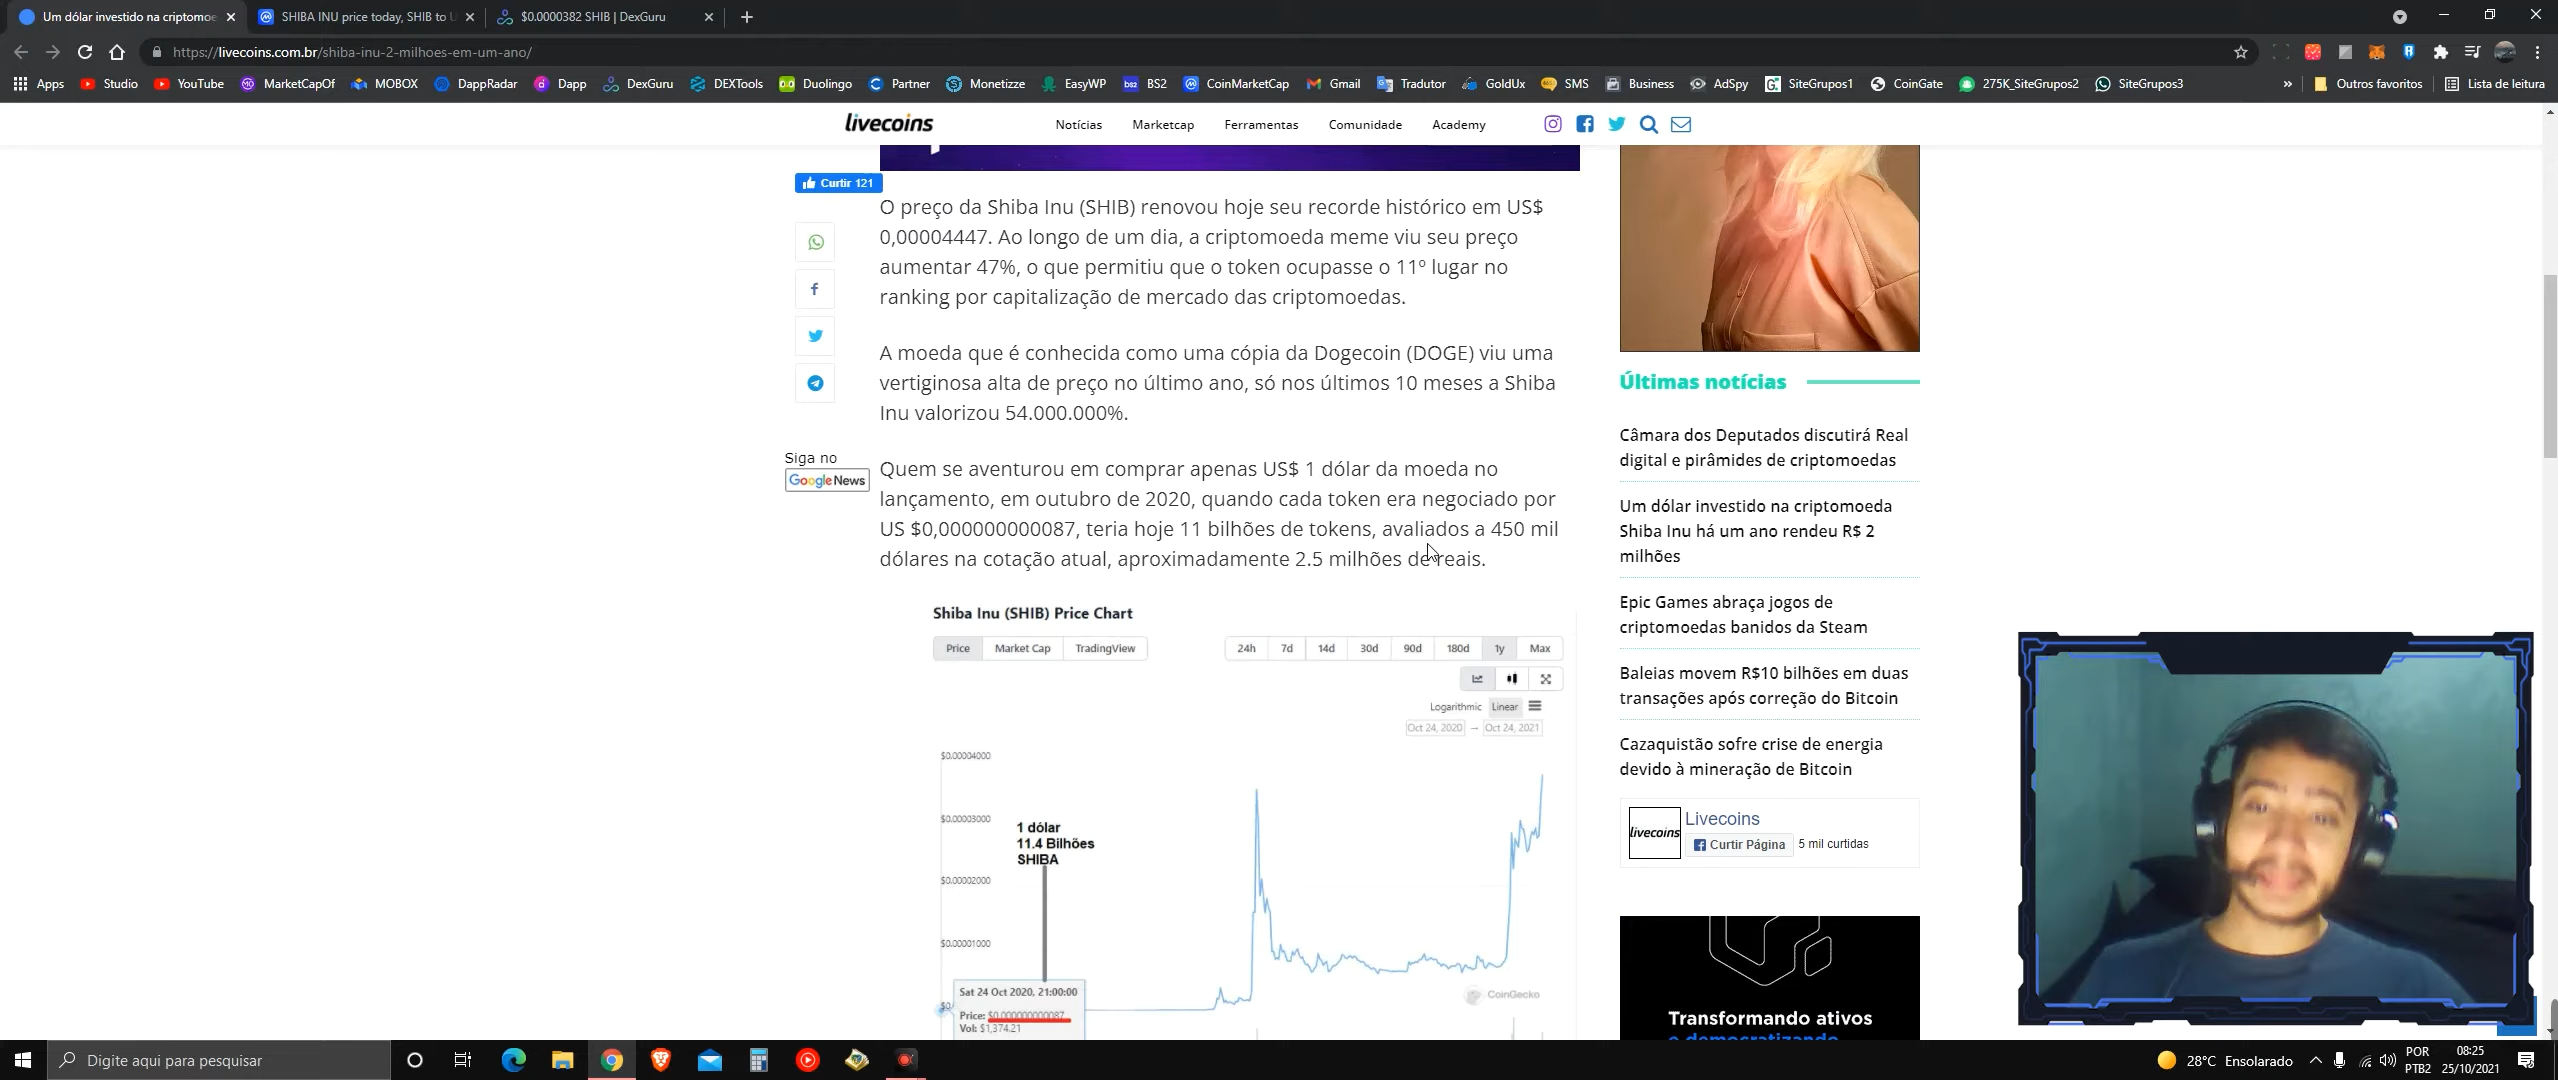 Um dólar investido na criptomoe
SHIBA INU price today, SHIB to U
$0.0000382 SHIB | DexGuru
https://livecoins.com.br/shiba-inu-2-milhoes-em-um-ano/
Apps
Studio
YouTube
MarketCapOf
MOBOX
DappRadar
Dapp
DexGuru
DEXTools
Duolingo
Partner
Monetizze
EasyWP
BS2
CoinMarketCap
Gmail
Tradutor
GoldUx
SMS
Business
AdSpy
SiteGrupos1
CoinGate
275K_SiteGrupos2
SiteGrupos3
»
Outros favoritos
Lista de leitura
livecoins
Notícias
Marketcap
Ferramentas
Comunidade
Academy
Curtir 121
O preço da Shiba Inu (SHIB) renovou hoje seu recorde histórico em US$
0,00004447. Ao longo de um dia, a criptomoeda meme viu seu preço
aumentar 47%, o que permitiu que o token ocupasse o 11º lugar no
ranking por capitalização de mercado das criptomoedas.
A moeda que é conhecida como uma cópia da Dogecoin (DOGE) viu uma
vertiginosa alta de preço no último ano, só nos últimos 10 meses a Shiba
Inu valorizou 54.000.000%.
Siga no
Google News
Quem se aventurou em comprar apenas US$ 1 dólar da moeda no
lançamento, em outubro de 2020, quando cada token era negociado por
US $0,000000000087, teria hoje 11 bilhões de tokens, avaliados a 450 mil
dólares na cotação atual, aproximadamente 2.5 milhões de reais.
Shiba Inu (SHIB) Price Chart
Price
Market Cap
TradingView
24h
7d
14d
30d
90d
180d
1y
Max
Logarithmic
Linear
Oct 24, 2020 → Oct 24, 2021
$0.00004000
$0.00003000
$0.00002000
$0.00001000
$0
1 dólar
11.4 Bilhões
SHIBA
Sat 24 Oct 2020, 21:00:00
Price: $0.000000000087
Vol: $1,374.21
CoinGecko
Últimas notícias
Câmara dos Deputados discutirá Real
digital e pirâmides de criptomoedas
Um dólar investido na criptomoeda
Shiba Inu há um ano rendeu R$ 2
milhões
Epic Games abraça jogos de
criptomoedas banidos da Steam
Baleias movem R$10 bilhões em duas
transações após correção do Bitcoin
Cazaquistão sofre crise de energia
devido à mineração de Bitcoin
livecoins
Livecoins
Curtir Página
5 mil curtidas
Transformando ativos
e democratizando
Digite aqui para pesquisar
28°C Ensolarado
POR
PTB2
08:25
25/10/2021